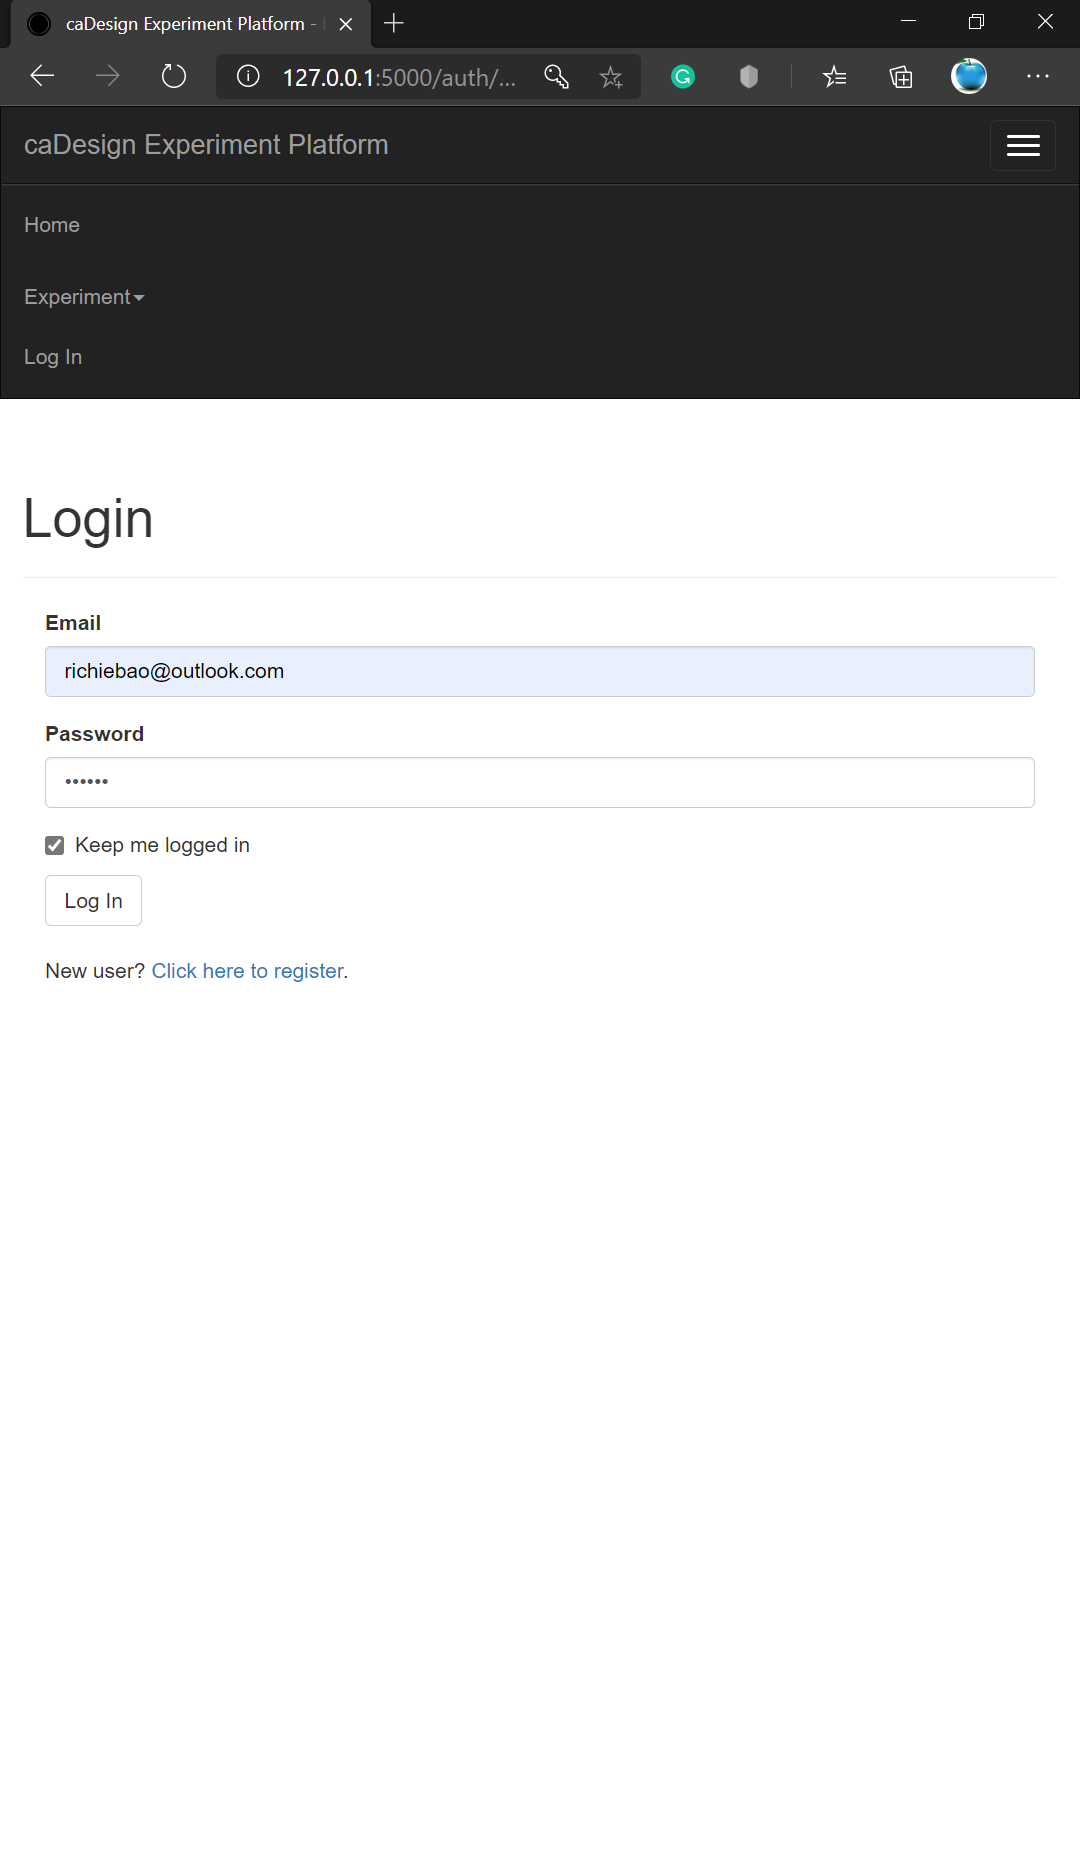 caDesign Experiment Platform -
127.0.0.1:5000/auth/...
caDesign Experiment Platform
Home
Experiment
Log In
Login
Email
richiebao@outlook.com
Password
••••••
Keep me logged in
Log In
New user? Click here to register.